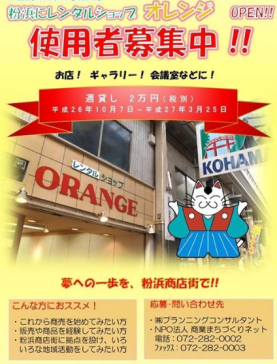 粉浜にレンタルショップ オレンジ OPEN!!
使用者募集中!!
お店! ギャラリー! 会議室などに!
週貸し 2万円(税別)
平成26年10月7日~平成27年3月25日
レンタルショップ
ORANGE
KOHAM
夢への一歩を、粉浜商店街で!!
こんな方におススメ!
・これから商売を始めてみたい方
・販売や商品を経験してみたい方
・粉浜商店街に拠点を設け、いろ
いろな地域活動をしてみたい方
応募・問い合わせ先
・㈱プランニングコンサルタント
・NPO法人 商業まちづくりネット
電話:072-282-0002
ファックス:072-282-0003